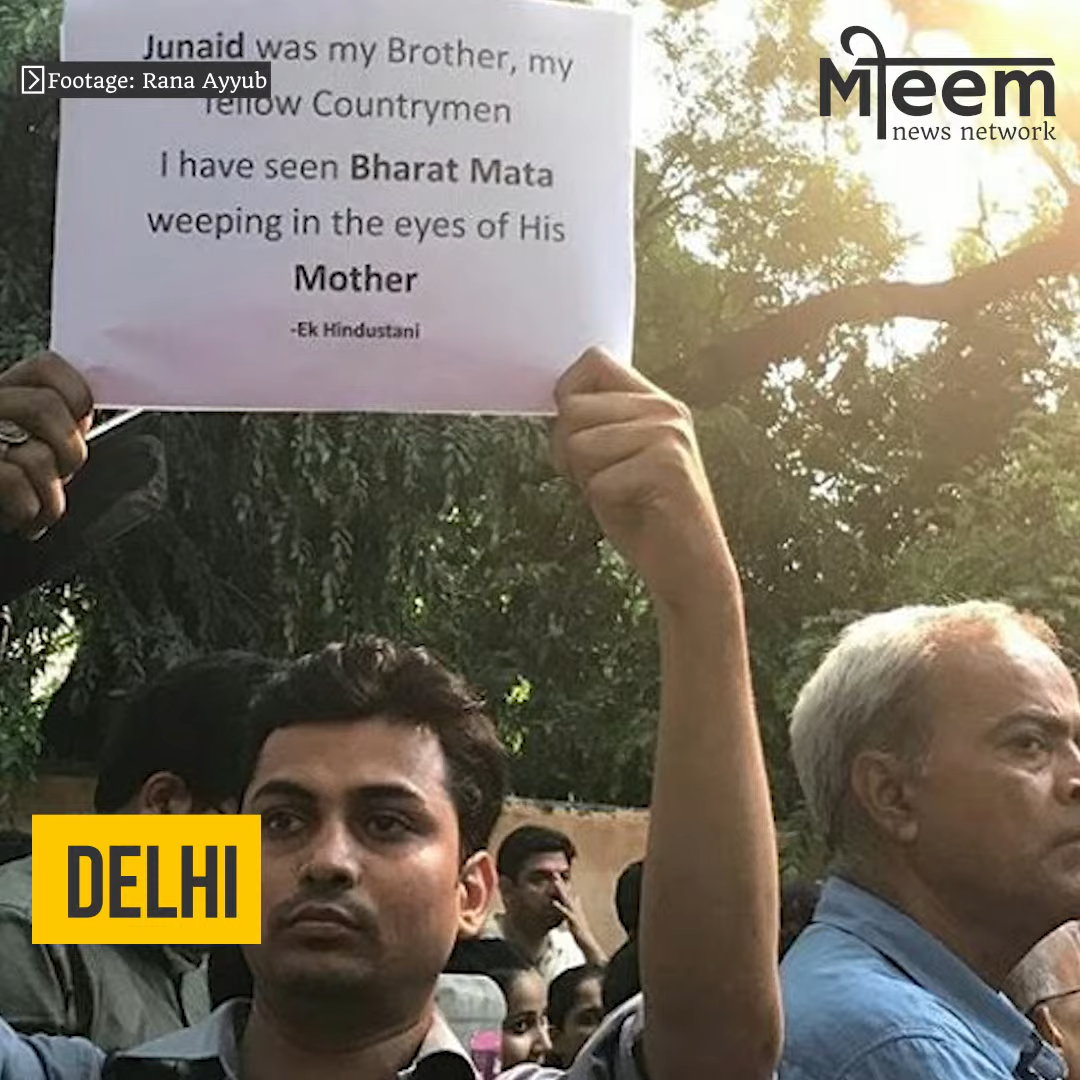 Junaid was my Brother, my
fellow Countrymen
I have seen Bharat Mata
weeping in the eyes of His
Mother
-Ek Hindustani
Footage: Rana Ayyub
Meem
news network
DELHI